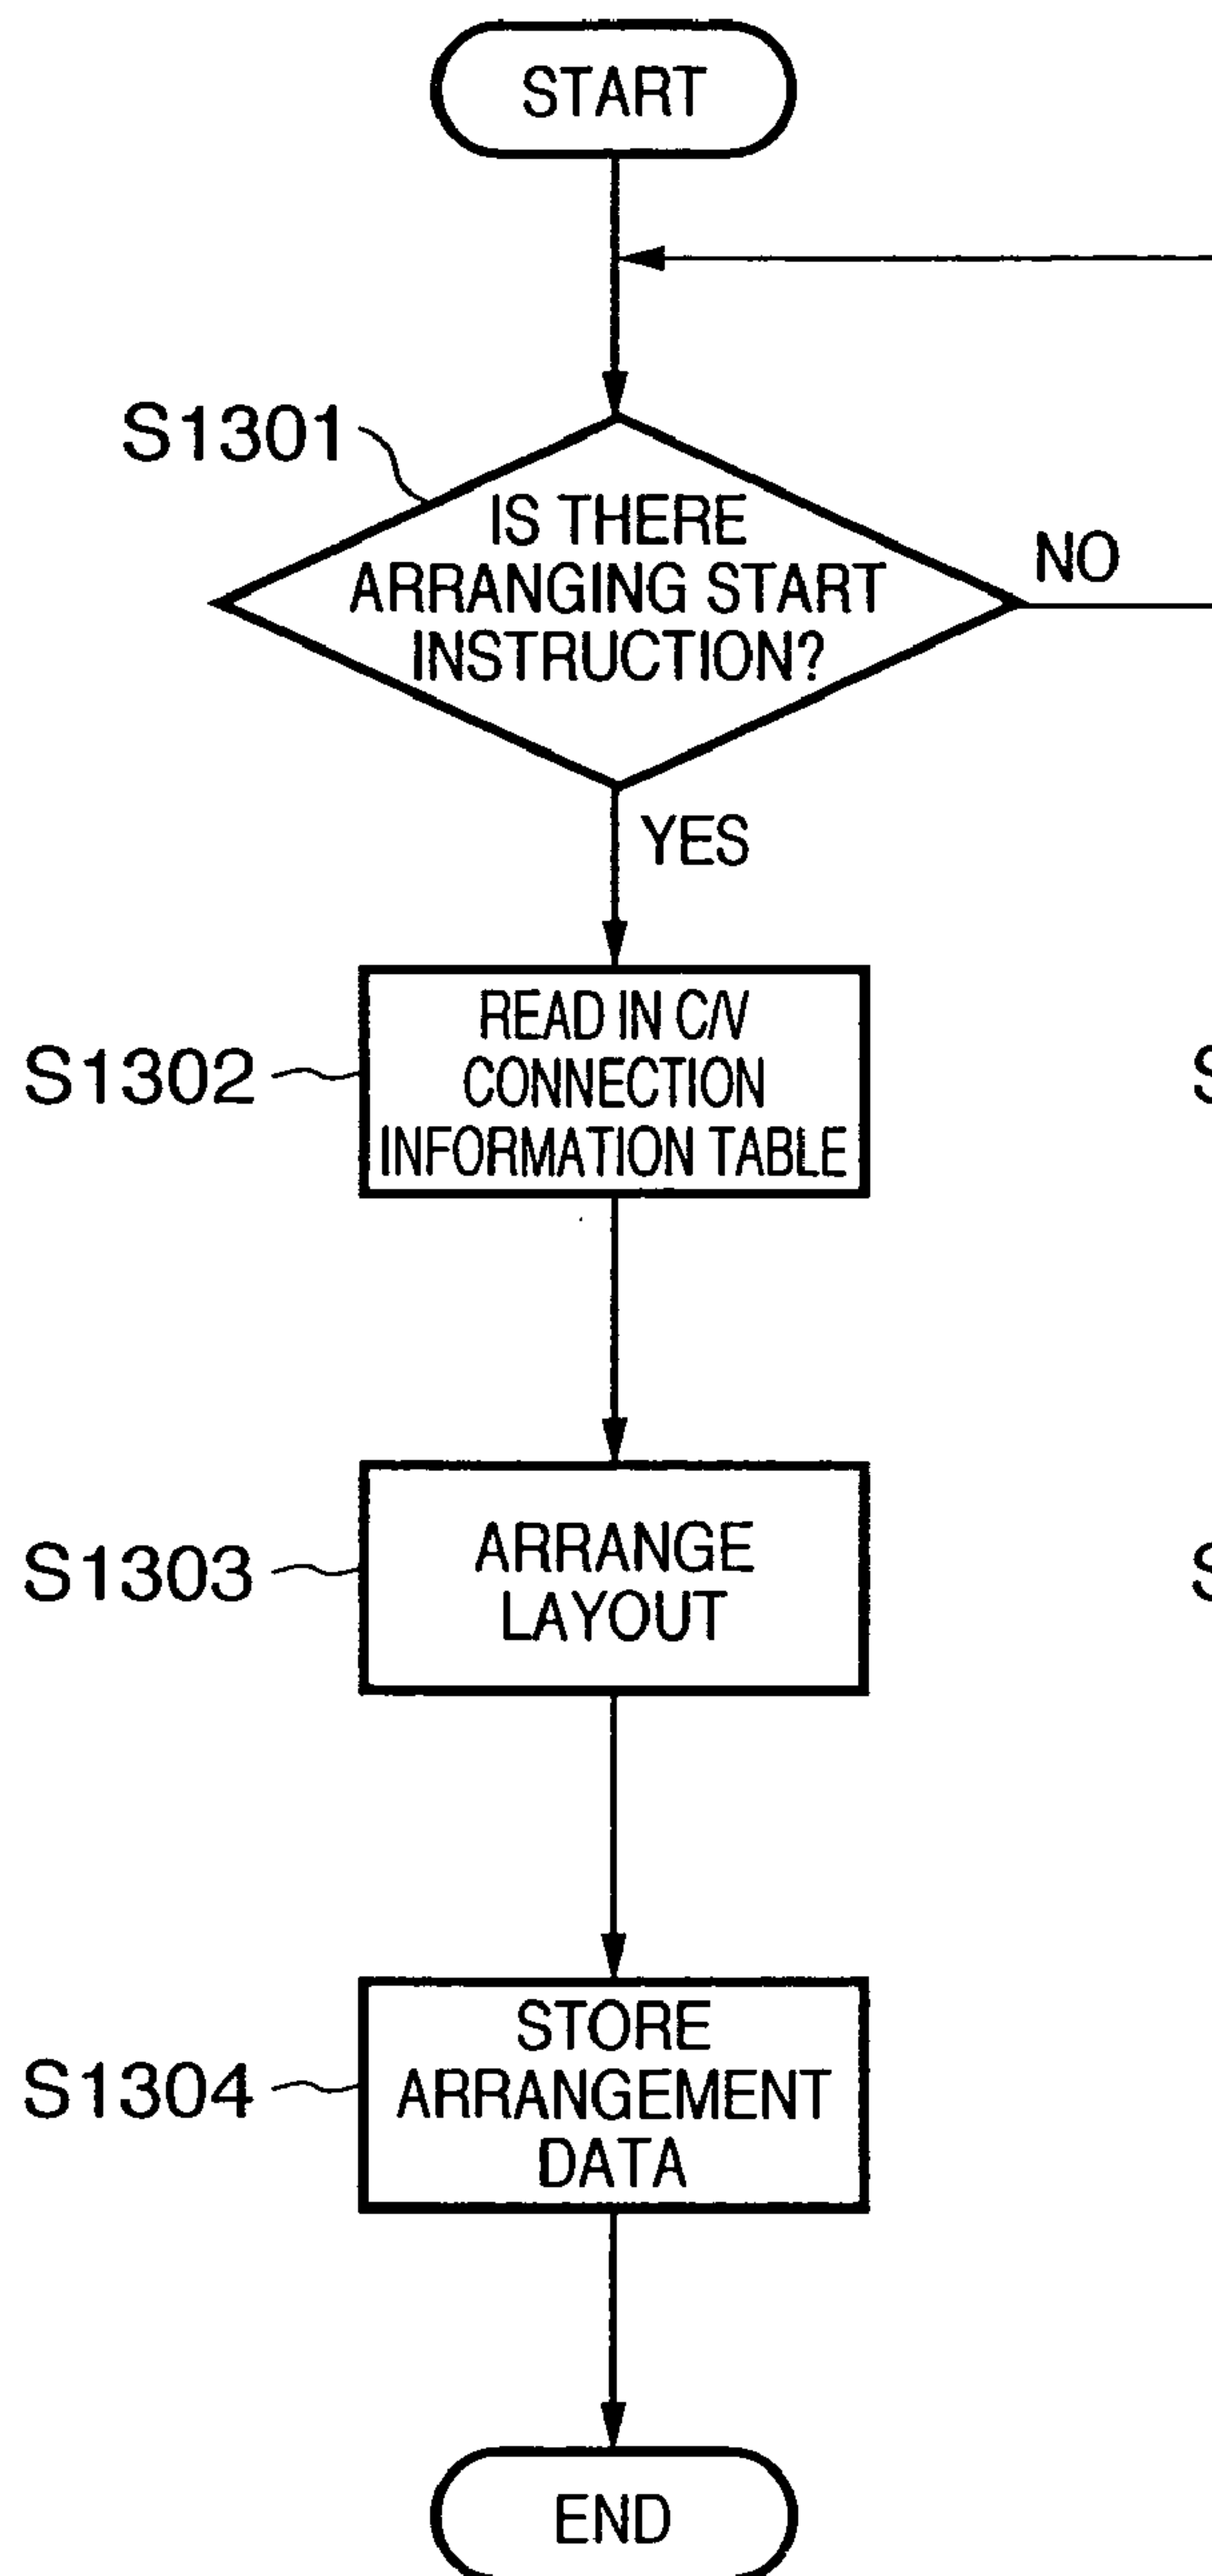 START
S1301
IS THERE
ARRANGING START
INSTRUCTION?
NO
YES
S1302
READ IN C/V
CONNECTION
INFORMATION TABLE
S1303
ARRANGE
LAYOUT
S1304
STORE
ARRANGEMENT
DATA
END